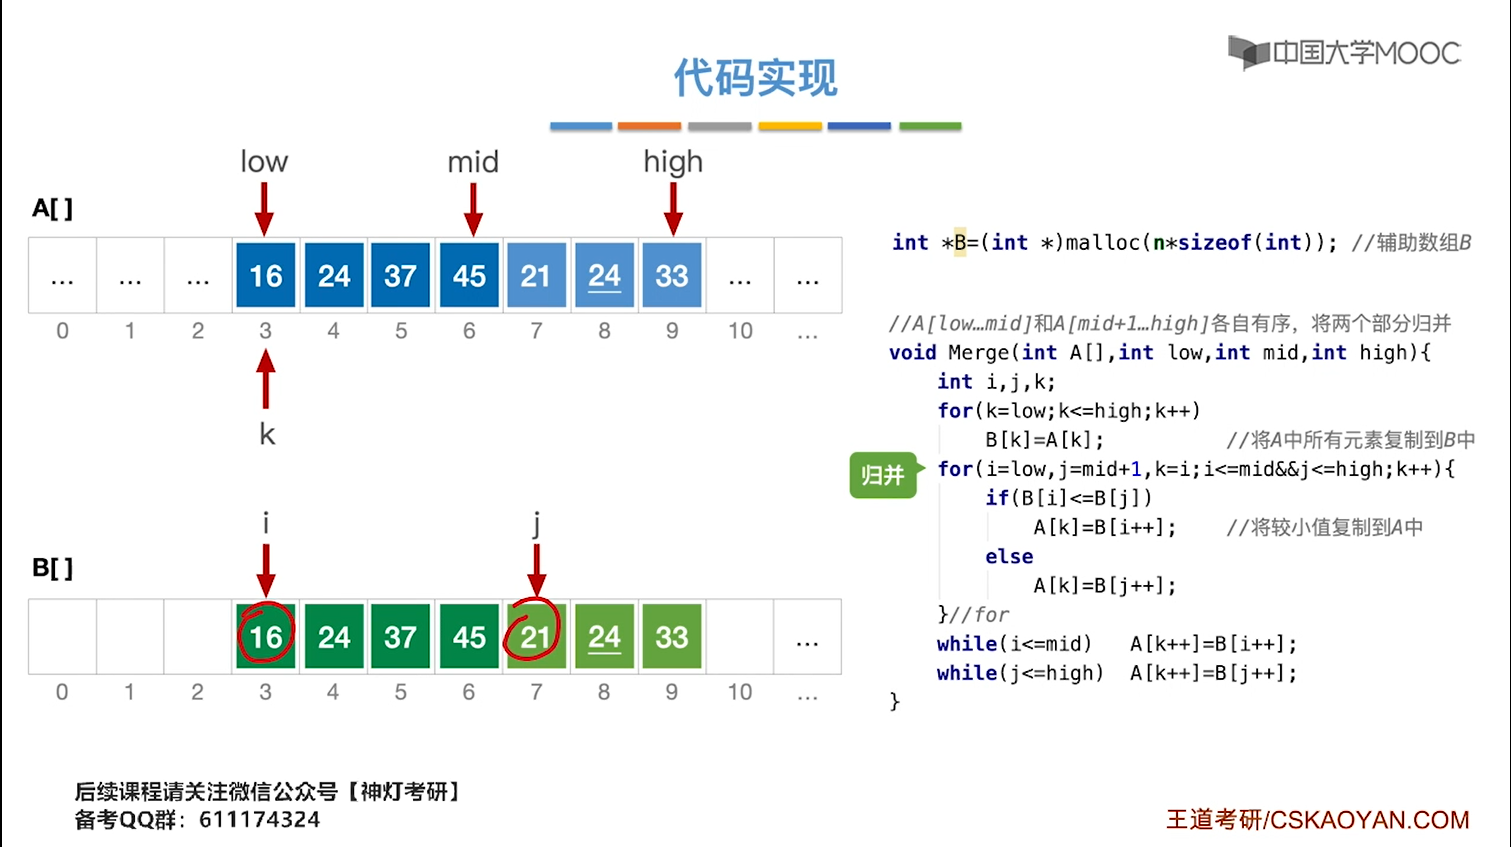 中国大学MOOC
代码实现
low mid high
A[ ]
... ... ... 16 24 37 45 21 24 33 ... ...
0 1 2 3 4 5 6 7 8 9 10 ...
k
i j
B[ ]
16 24 37 45 21 24 33 ...
0 1 2 3 4 5 6 7 8 9 10 ...
int *B=(int *)malloc(n*sizeof(int)); //辅助数组B
//A[low…mid]和A[mid+1…high]各自有序，将两个部分归并
void Merge(int A[],int low,int mid,int high){
int i,j,k;
for(k=low;k<=high;k++)
B[k]=A[k]; //将A中所有元素复制到B中
归并
for(i=low,j=mid+1,k=i;i<=mid&&j<=high;k++){
if(B[i]<=B[j])
A[k]=B[i++]; //将较小值复制到A中
else
A[k]=B[j++];
}//for
while(i<=mid) A[k++]=B[i++];
while(j<=high) A[k++]=B[j++];
}
后续课程请关注微信公众号【神灯考研】
备考QQ群：611174324
王道考研/CSKAOYAN.COM